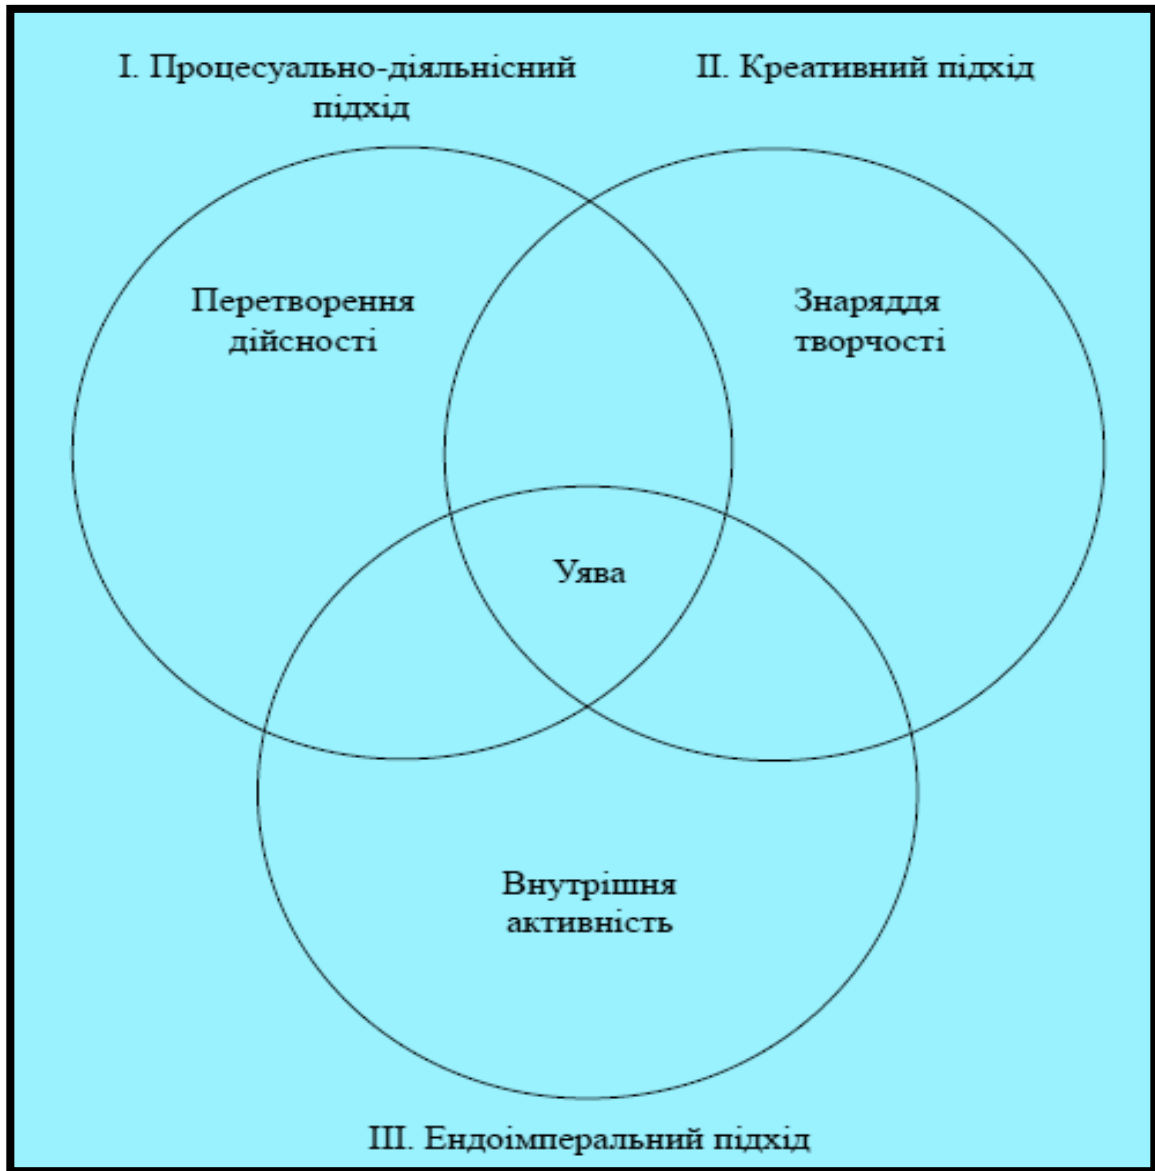 І. Процесуально-діяльнісний
підхід
ІІ. Креативний підхід
Перетворення
дійсності
Знаряддя
творчості
Уява
Внутрішня
активність
ІІІ. Ендоімперальний підхід